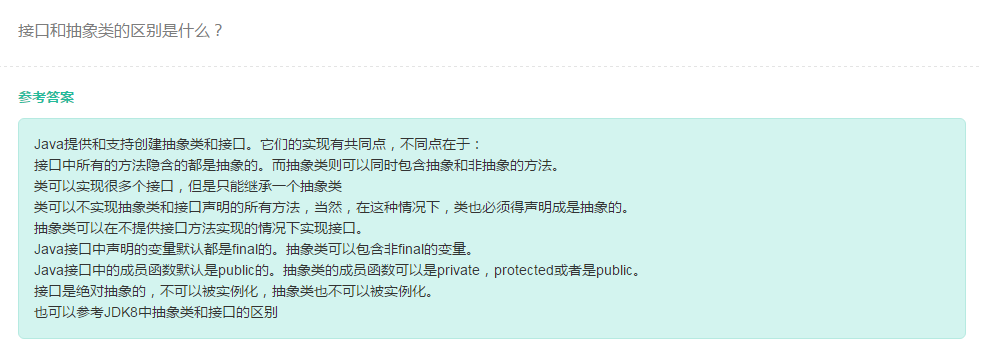 接口和抽象类的区别是什么？
参考答案
Java提供和支持创建抽象类和接口。它们的实现有共同点，不同点在于：
接口中所有的方法隐含的都是抽象的。而抽象类则可以同时包含抽象和非抽象的方法。
类可以实现很多个接口，但是只能继承一个抽象类
类可以不实现抽象类和接口声明的所有方法，当然，在这种情况下，类也必须得声明成是抽象的。
抽象类可以在不提供接口方法实现的情况下实现接口。
Java接口中声明的变量默认都是final的。抽象类可以包含非final的变量。
Java接口中的成员函数默认是public的。抽象类的成员函数可以是private，protected或者是public。
接口是绝对抽象的，不可以被实例化，抽象类也不可以被实例化。
也可以参考JDK8中抽象类和接口的区别